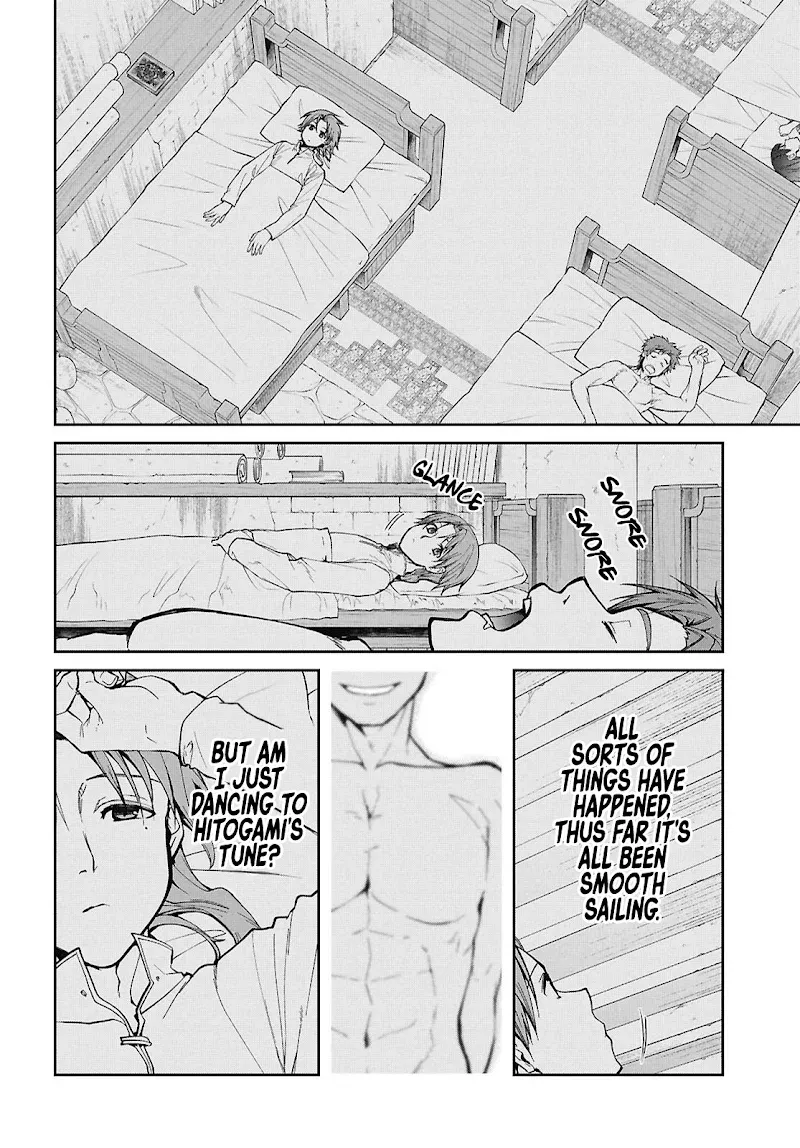 SNORE
SNORE
GLANCE
ALL
SORTS OF
THINGS HAVE
HAPPENED,
THUS FAR IT'S
ALL BEEN
SMOOTH
SAILING.
BUT AM
I JUST
DANCING TO
HITOGAMI'S
TUNE?